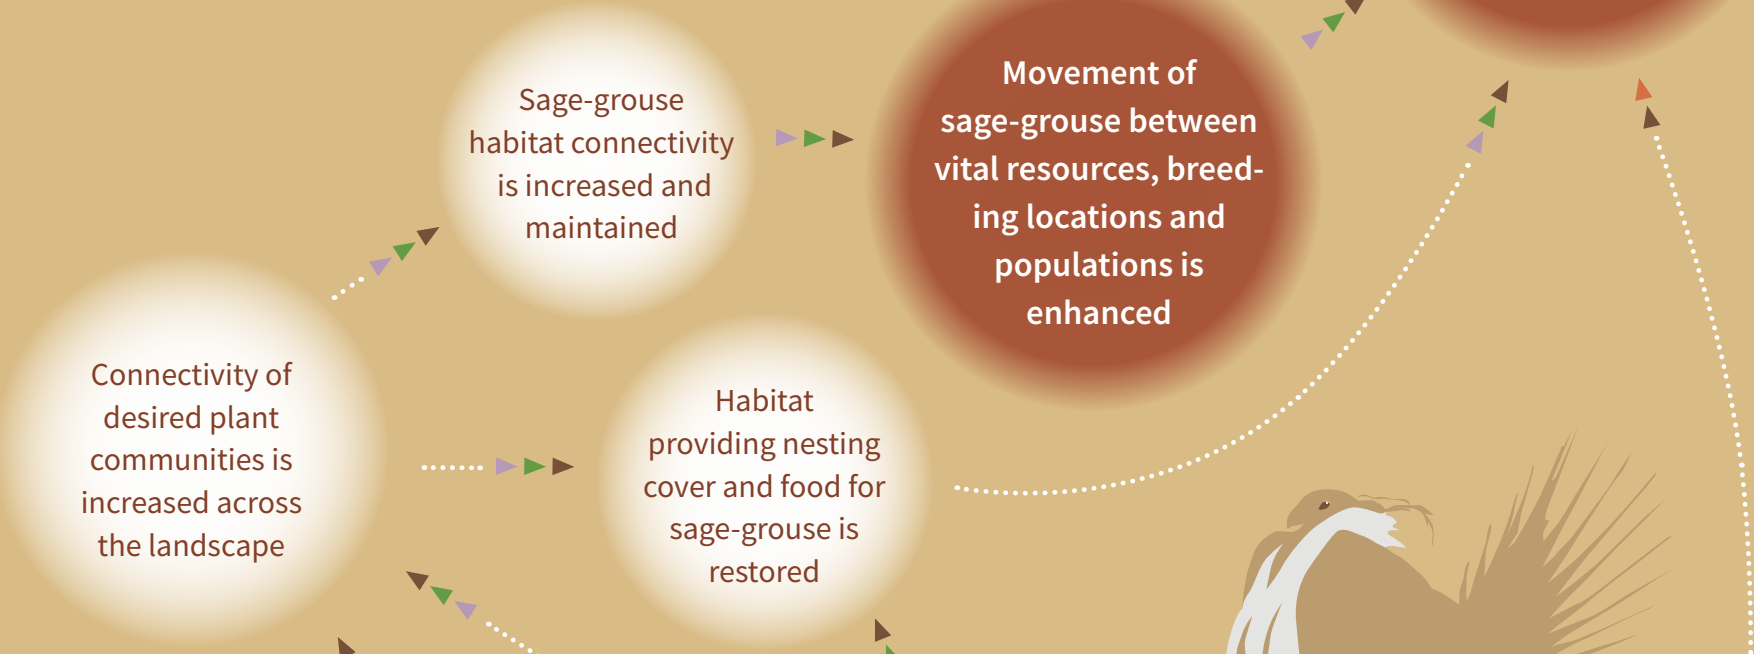 Sage-grouse
habitat connectivity
is increased and
maintained
Movement of
sage-grouse between
vital resources, breed-
ing locations and
populations is
enhanced
Connectivity of
desired plant
communities is
increased across
the landscape
Habitat
providing nesting
cover and food for
sage-grouse is
restored